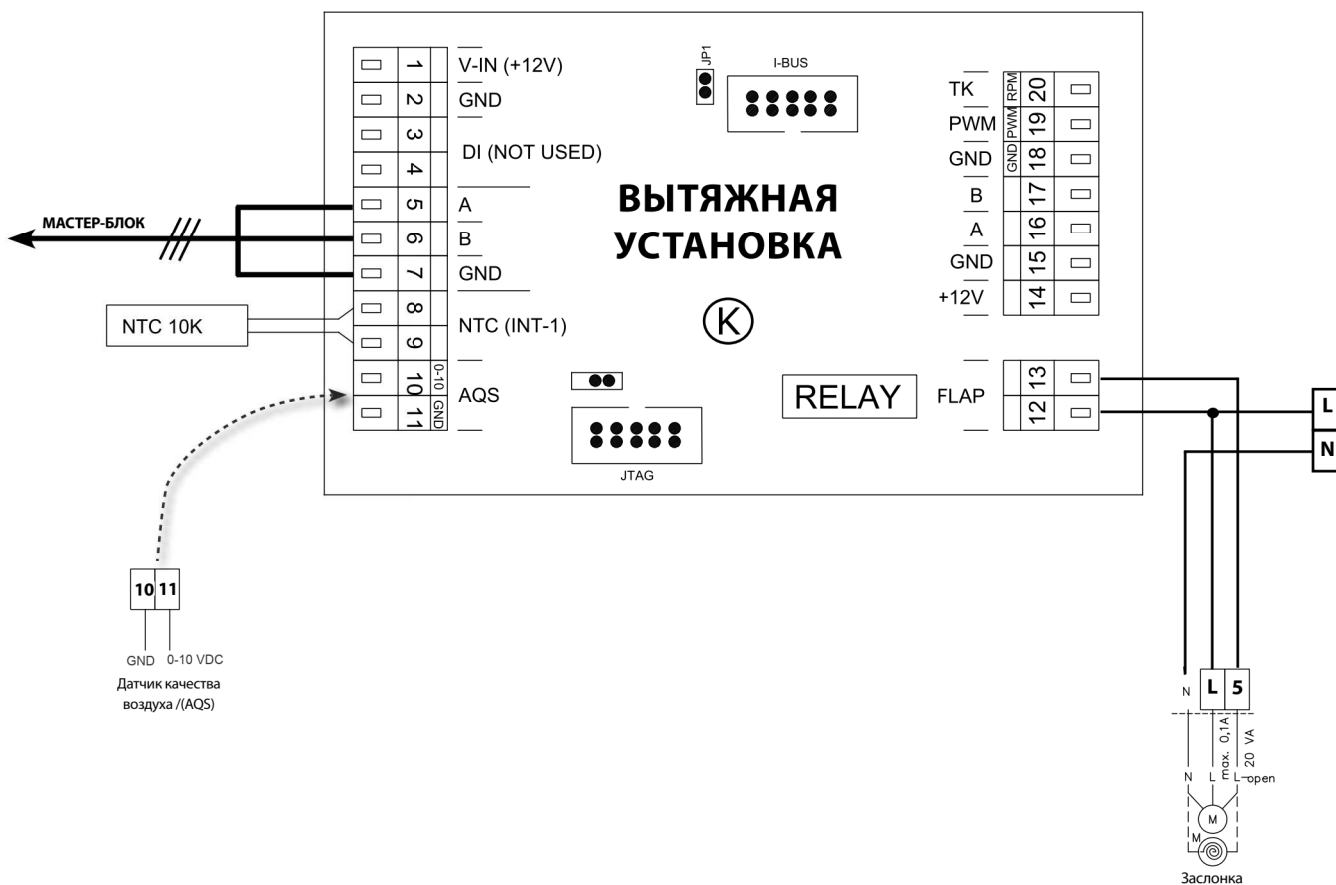 JP1
I-BUS
1 V-IN (+12V)
2 GND
3
DI (NOT USED)
4
5 A
6 B
7 GND
8
NTC (INT-1)
9
10 0-10
AQS
11 GND
МАСТЕР-БЛОК
NTC 10K
ВЫТЯЖНАЯ
УСТАНОВКА
K
TK RPM 20
PWM PWM 19
GND GND 18
B 17
A 16
GND 15
+12V 14
RELAY
FLAP
13
12
JTAG
L
N
10 11
GND 0-10 VDC
Датчик качества
воздуха /(AQS)
N L 5
max. 0,1A
20 VA
N L L-open
M
M
Заслонка